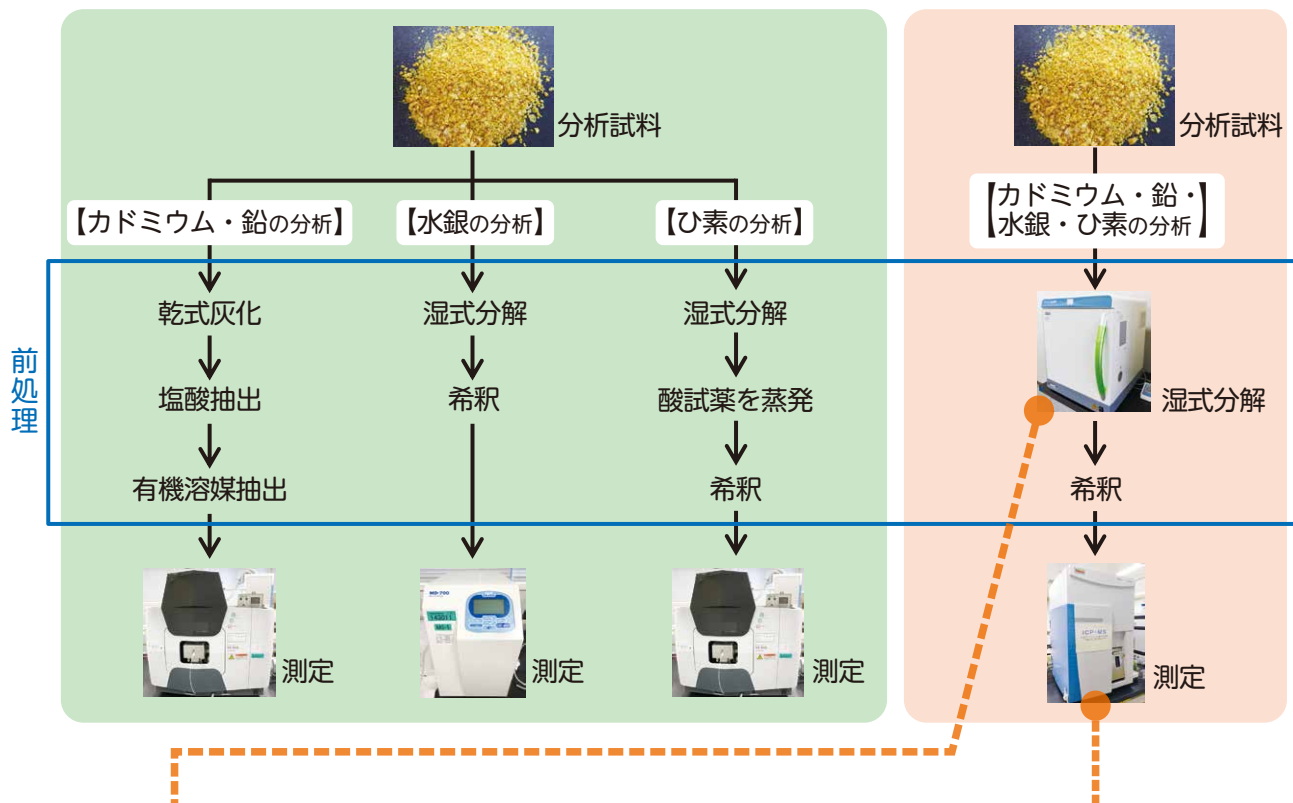 分析試料
分析試料
【カドミウム・鉛の分析】
【水銀の分析】
【ひ素の分析】
【カドミウム・鉛・
水銀・ひ素の分析】
前処理
乾式灰化
塩酸抽出
有機溶媒抽出
測定
湿式分解
希釈
測定
湿式分解
酸試薬を蒸発
希釈
測定
湿式分解
希釈
ICP-MS
測定